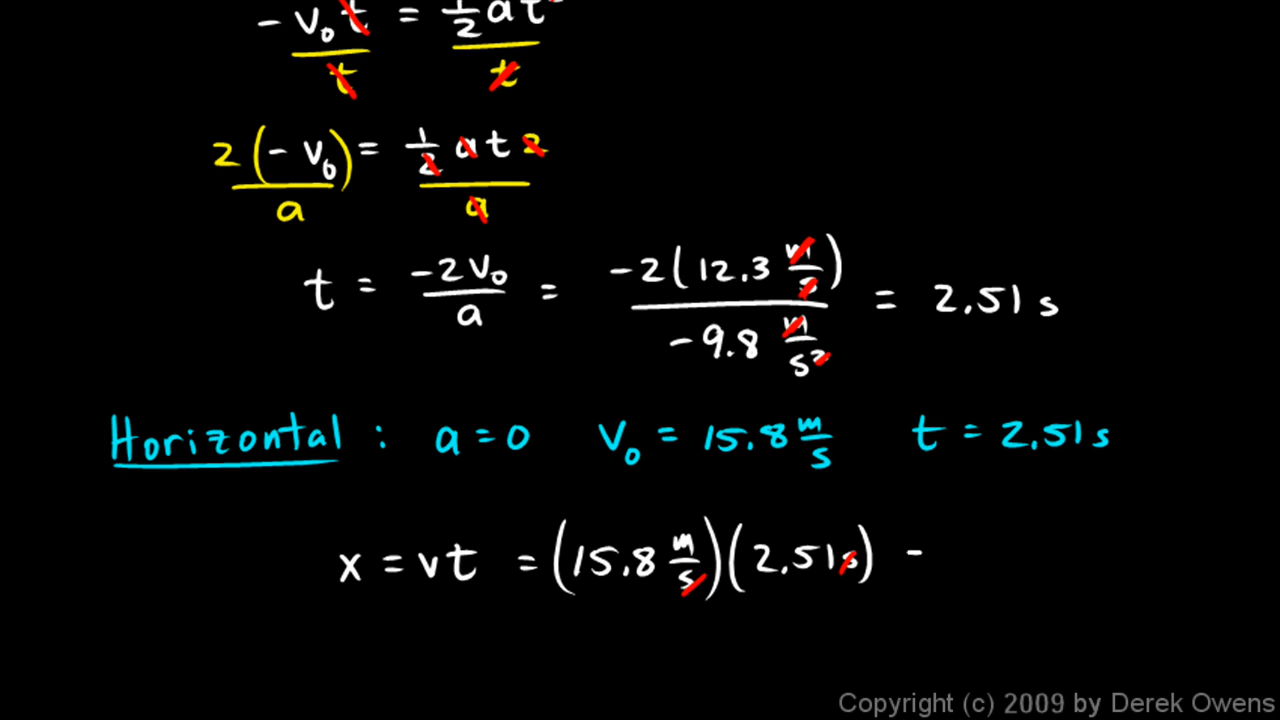 - v₀t/t = ½at²/t
2(- v₀)/a = ½ a t 2/a
t = -2v₀/a = -2(12.3 m/s)/-9.8 m/s² = 2.51 s
Horizontal : a = 0 v₀ = 15.8 m/s t = 2.51 s
x = vt = (15.8 m/s)(2.51 s) -
Copyright (c) 2009 by Derek Owens